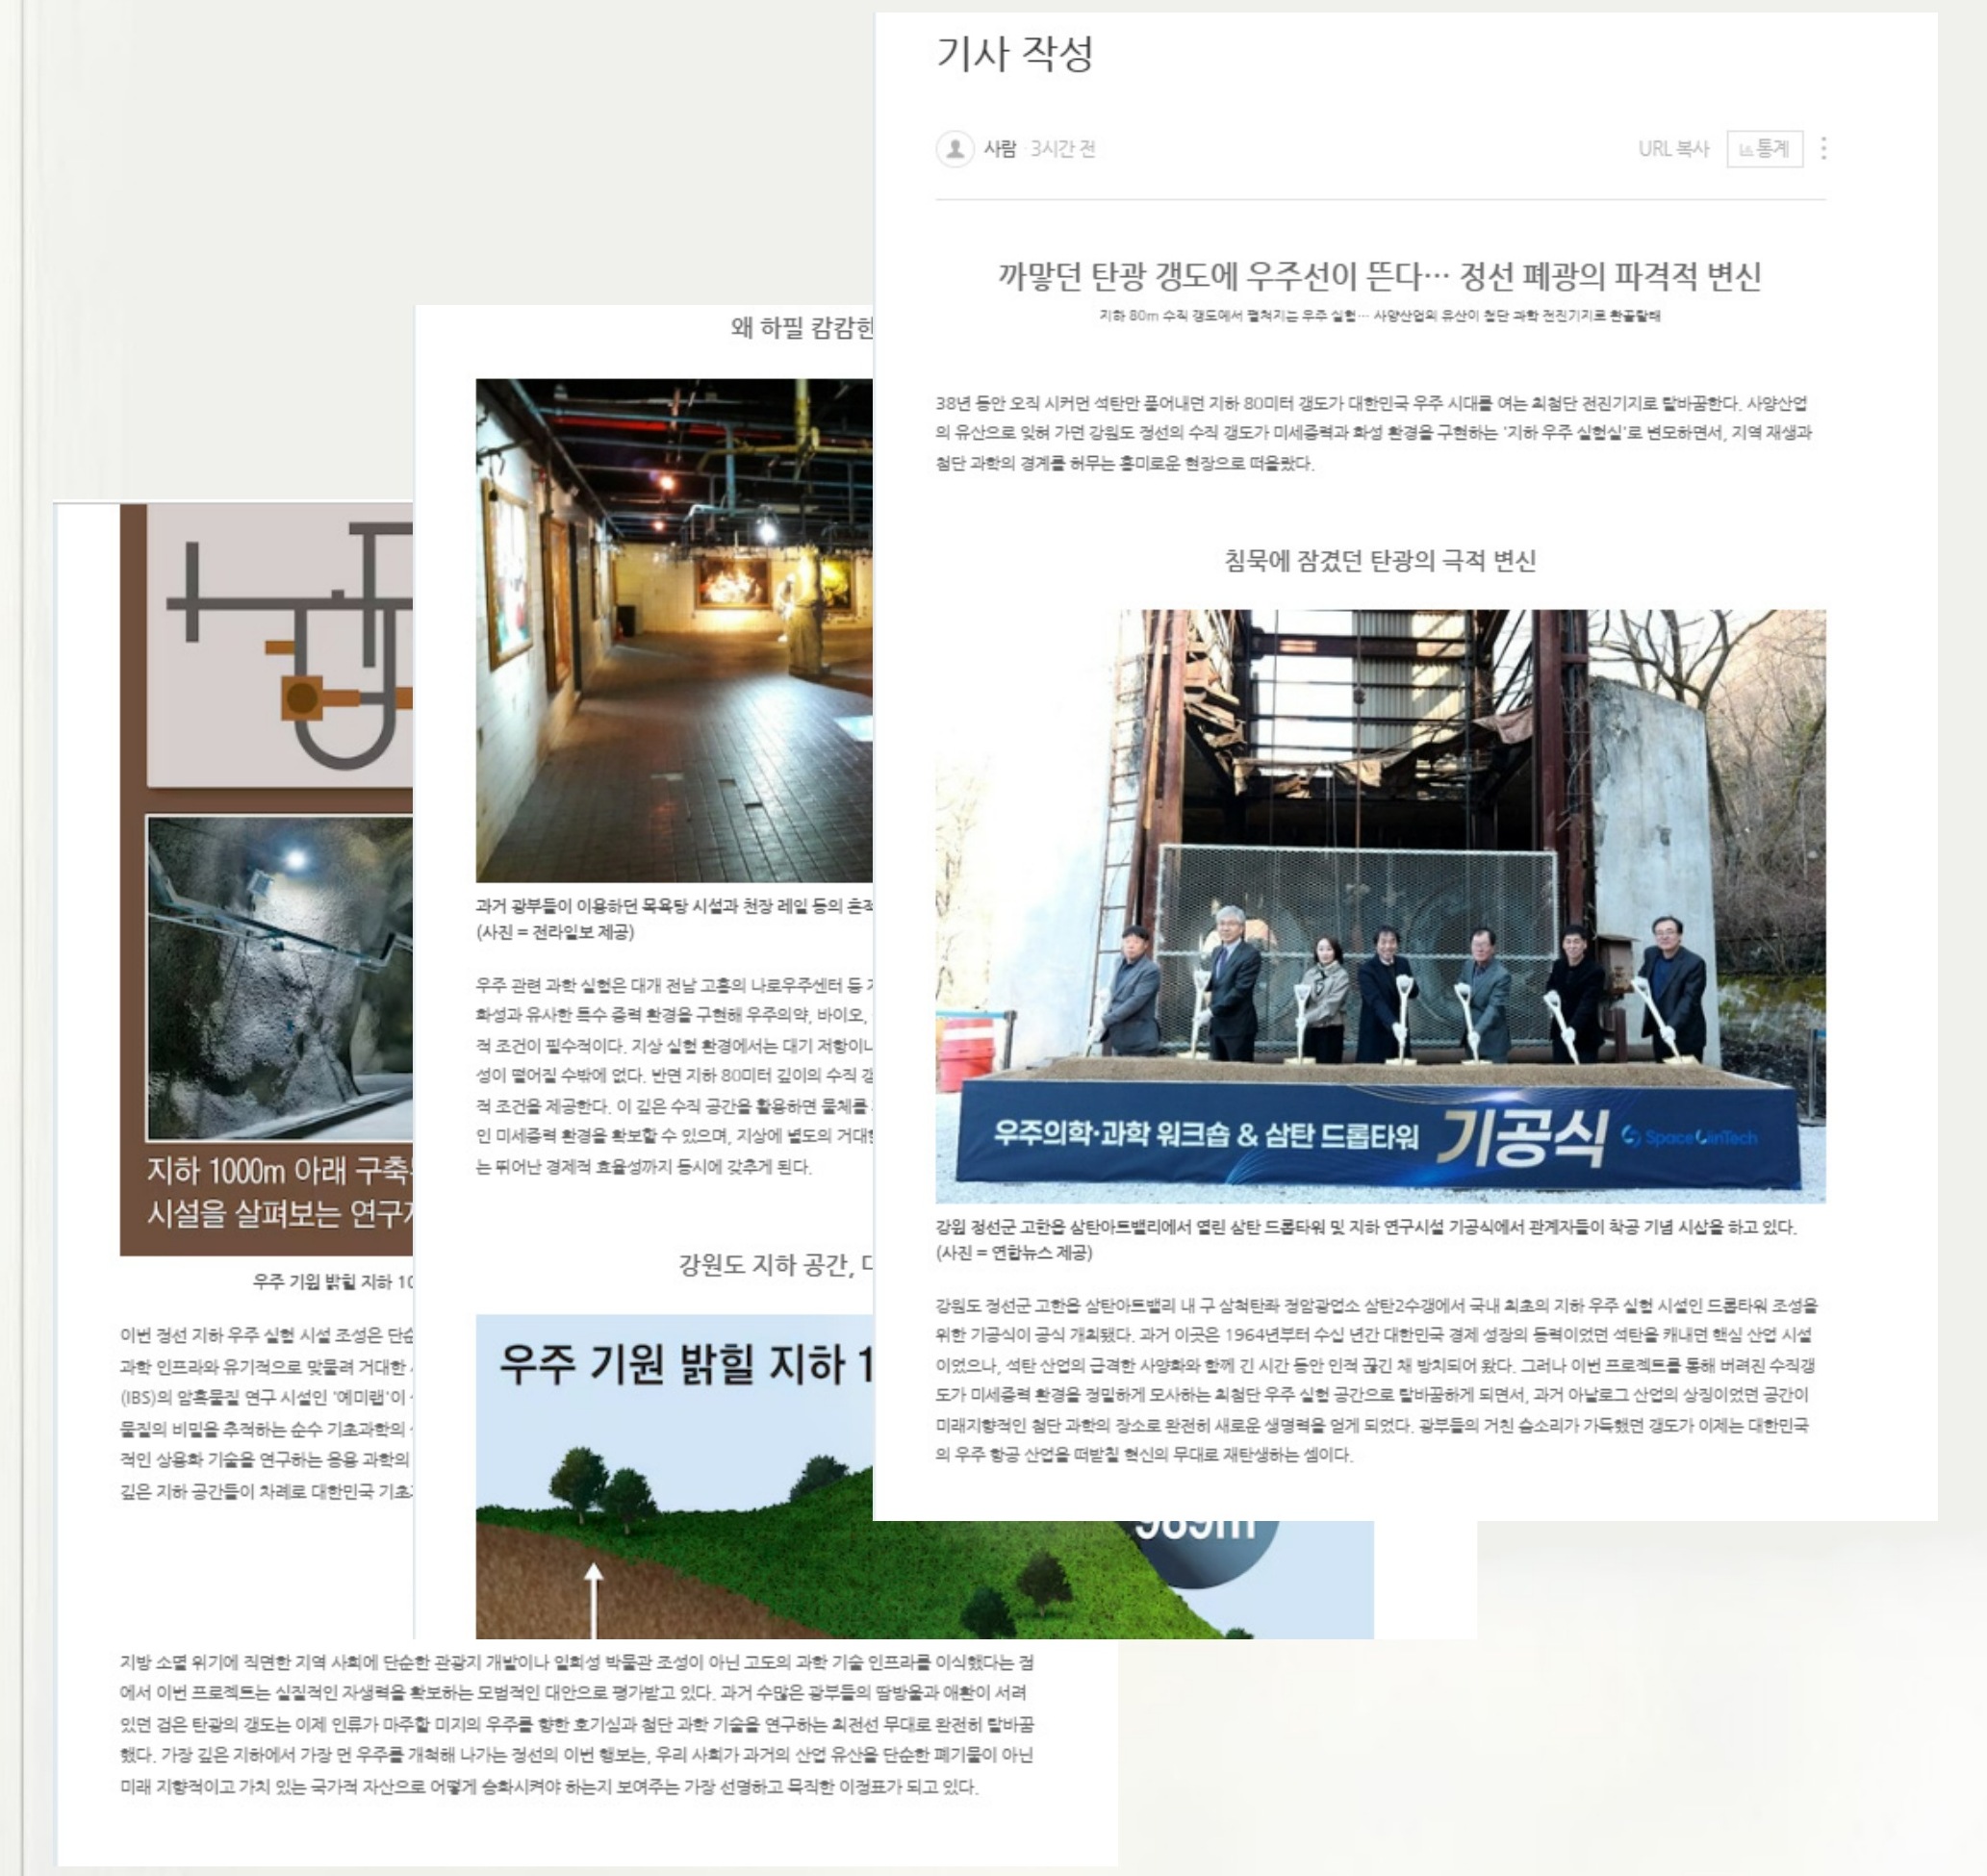 기사 작성
사람 · 3시간 전
URL 복사
통계
까맣던 탄광 갱도에 우주선이 뜬다… 정선 폐광의 파격적 변신
지하 80m 수직 갱도에서 펼쳐지는 우주 실험… 사양산업의 유산이 첨단 과학 전진기지로 환골탈태
38년 동안 오직 시커먼 석탄만 품어내던 지하 80미터 갱도가 대한민국 우주 시대를 여는 최첨단 전진기지로 탈바꿈한다. 사양산업
의 유산으로 잊혀 가던 강원도 정선의 수직 갱도가 미세중력과 화성 환경을 구현하는 '지하 우주 실험실'로 변모하면서, 지역 재생과
첨단 과학의 경계를 허무는 흥미로운 현장으로 떠올랐다.
침묵에 잠겼던 탄광의 극적 변신
우주의학·과학 워크숍 & 삼탄 드롭타워 기공식 SpaceLinTech
강원 정선군 고한읍 삼탄아트밸리에서 열린 삼탄 드롭타워 및 지하 연구시설 기공식에서 관계자들이 착공 기념 시삽을 하고 있다.
(사진 = 연합뉴스 제공)
강원도 정선군 고한읍 삼탄아트밸리 내 구 삼척탄좌 정암광업소 삼탄2수갱에서 국내 최초의 지하 우주 실험 시설인 드롭타워 조성을
위한 기공식이 공식 개최됐다. 과거 이곳은 1964년부터 수십 년간 대한민국 경제 성장의 동력이었던 석탄을 캐내던 핵심 산업 시설
이었으나, 석탄 산업의 급격한 사양화와 함께 긴 시간 동안 인적 끊긴 채 방치되어 왔다. 그러나 이번 프로젝트를 통해 버려진 수직갱
도가 미세중력 환경을 정밀하게 모사하는 최첨단 우주 실험 공간으로 탈바꿈하게 되면서, 과거 아날로그 산업의 상징이었던 공간이
미래지향적인 첨단 과학의 장소로 완전히 새로운 생명력을 얻게 되었다. 광부들의 거친 숨소리가 가득했던 갱도가 이제는 대한민국
의 우주 항공 산업을 떠받칠 혁신의 무대로 재탄생하는 셈이다.
왜 하필 캄캄한
과거 광부들이 이용하던 목욕탕 시설과 천장 레일 등의 흔적
(사진 = 전라일보 제공)
우주 관련 과학 실험은 대개 전남 고흥의 나로우주센터 등
화성과 유사한 특수 중력 환경을 구현해 우주의약, 바이오,
적 조건이 필수적이다. 지상 실험 환경에서는 대기 저항이나
성이 떨어질 수밖에 없다. 반면 지하 80미터 깊이의 수직 갱
적 조건을 제공한다. 이 깊은 수직 공간을 활용하면 물체를
인 미세중력 환경을 확보할 수 있으며, 지상에 별도의 거대한
는 뛰어난 경제적 효율성까지 동시에 갖추게 된다.
강원도 지하 공간,
우주 기원 밝힐 지하 1
989m
지하 1000m 아래 구축
시설을 살펴보는 연구
우주 기원 밝힐 지하 10
이번 정선 지하 우주 실험 시설 조성은 단순
과학 인프라와 유기적으로 맞물려 거대한
(IBS)의 암흑물질 연구 시설인 '예미랩'이
물질의 비밀을 추적하는 순수 기초과학의
적인 상용화 기술을 연구하는 응용 과학의
깊은 지하 공간들이 차례로 대한민국 기초
지방 소멸 위기에 직면한 지역 사회에 단순한 관광지 개발이나 일회성 박물관 조성이 아닌 고도의 과학 기술 인프라를 이식했다는 점
에서 이번 프로젝트는 실질적인 자생력을 확보하는 모범적인 대안으로 평가받고 있다. 과거 수많은 광부들의 땀방울과 애환이 서려
있던 검은 탄광의 갱도는 이제 인류가 마주할 미지의 우주를 향한 호기심과 첨단 과학 기술을 연구하는 최전선 무대로 완전히 탈바꿈
했다. 가장 깊은 지하에서 가장 먼 우주를 개척해 나가는 정선의 이번 행보는, 우리 사회가 과거의 산업 유산을 단순한 폐기물이 아닌
미래 지향적이고 가치 있는 국가적 자산으로 어떻게 승화시켜야 하는지 보여주는 가장 선명하고 묵직한 이정표가 되고 있다.